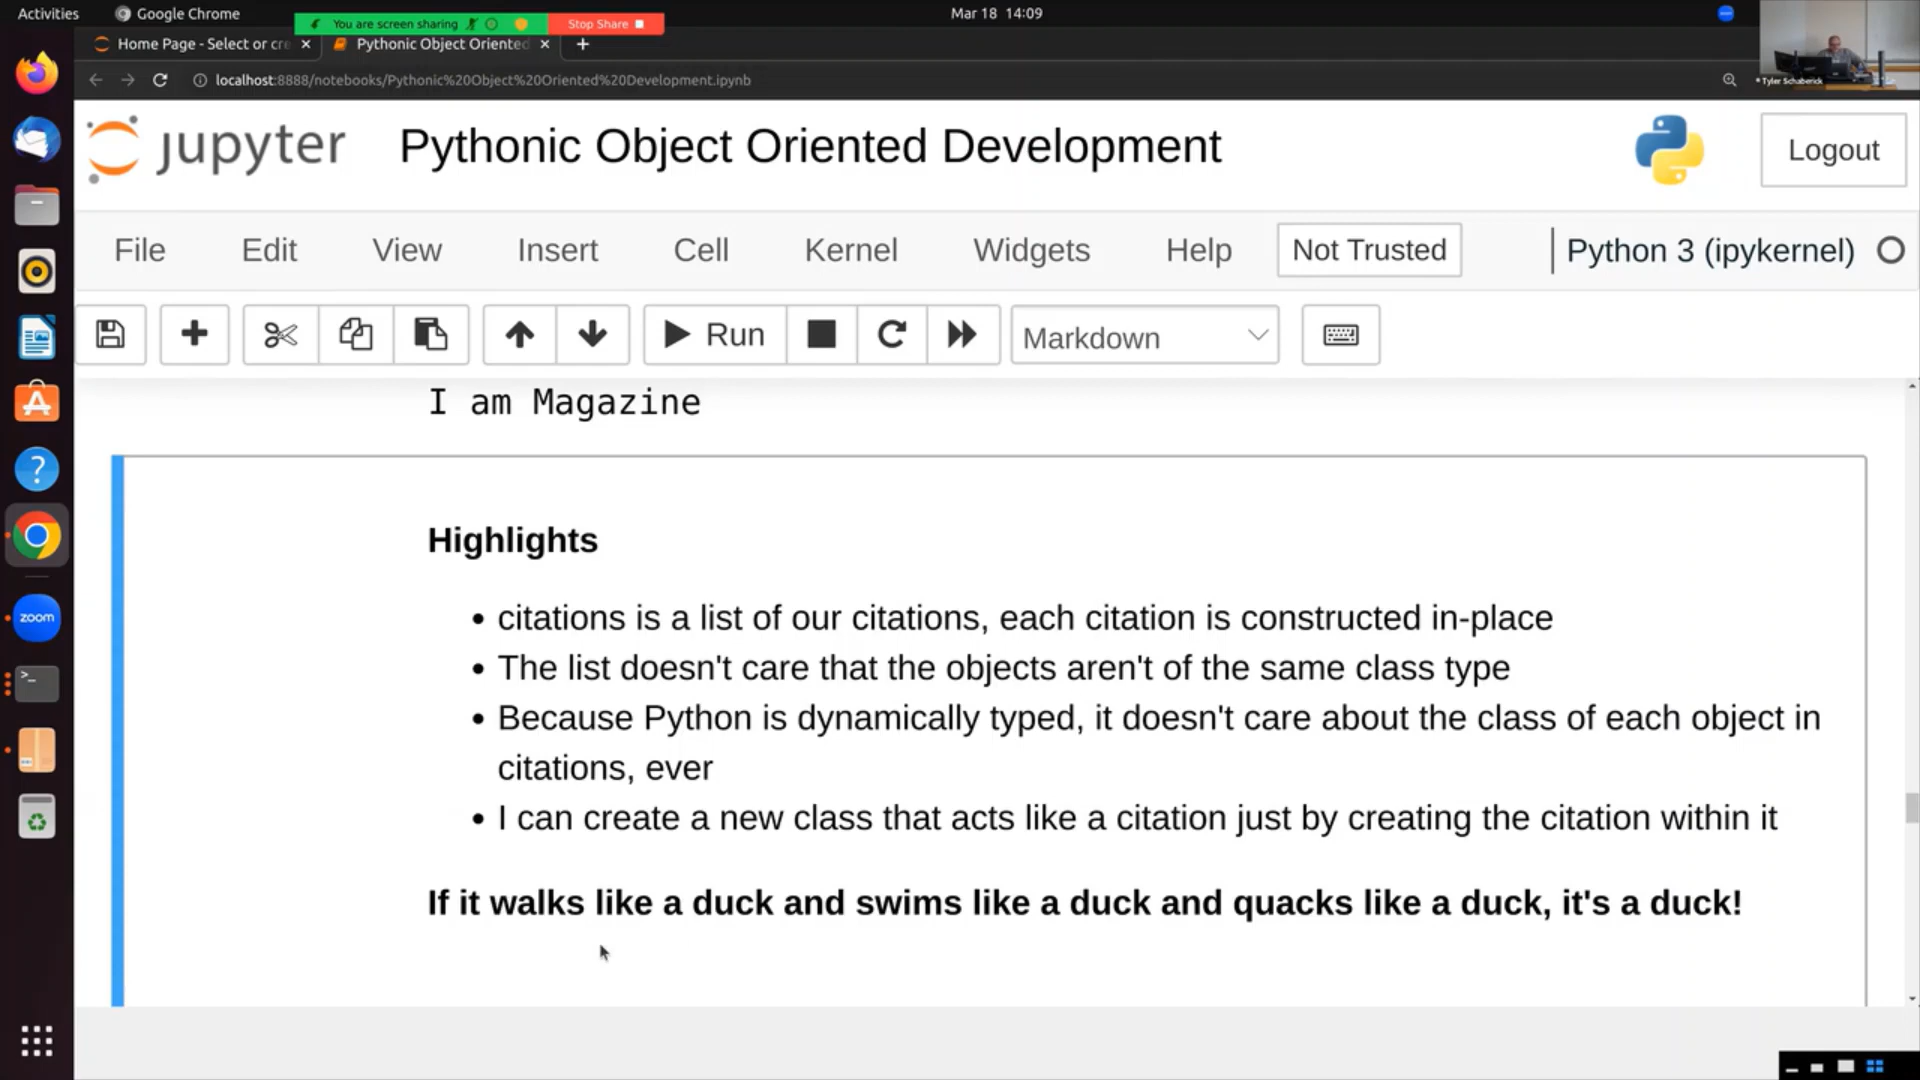 Activities
Google Chrome
You are screen sharing
Stop Share
Mar 18 14:09
Home Page - Select or cre
Pythonic Object Oriented
localhost:8888/notebooks/Pythonic%20Object%20Oriented%20Development.ipynb
Tyler Schaberick
jupyter
Pythonic Object Oriented Development
Logout
File
Edit
View
Insert
Cell
Kernel
Widgets
Help
Not Trusted
Python 3 (ipykernel)
Run
Markdown
I am Magazine
Highlights
• citations is a list of our citations, each citation is constructed in-place
• The list doesn't care that the objects aren't of the same class type
• Because Python is dynamically typed, it doesn't care about the class of each object in
citations, ever
• I can create a new class that acts like a citation just by creating the citation within it
If it walks like a duck and swims like a duck and quacks like a duck, it's a duck!
zoom